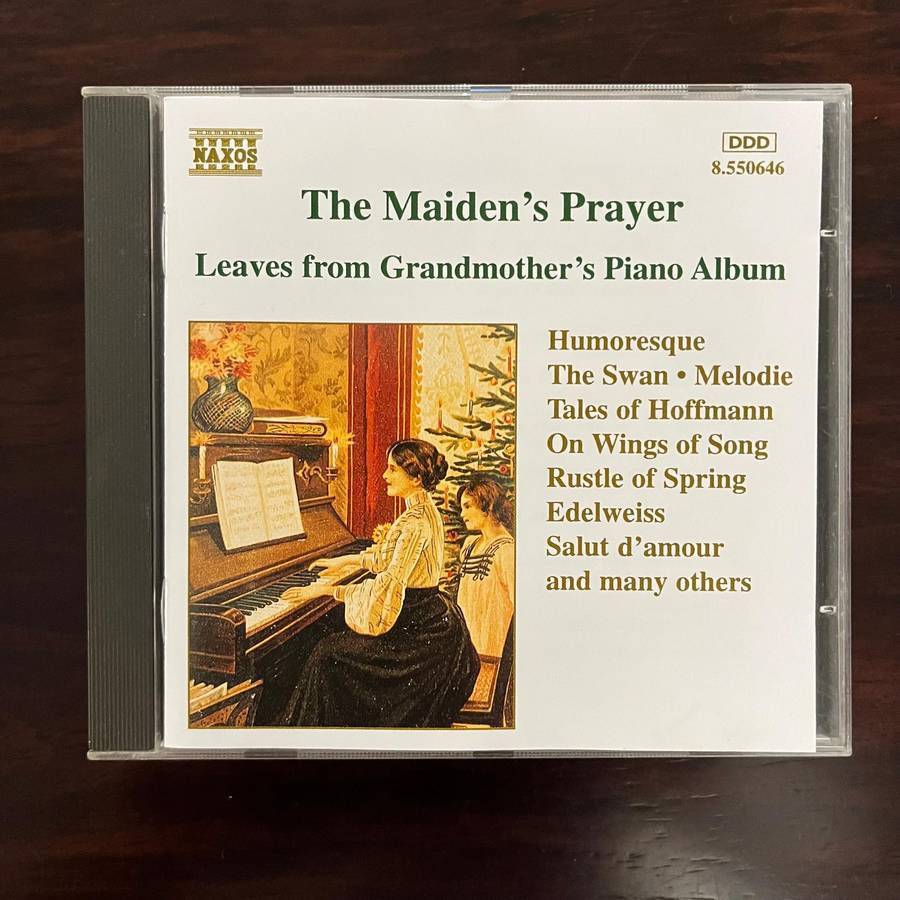 NAXOS
DDD
8.550646
The Maiden’s Prayer
Leaves from Grandmother’s Piano Album
Humoresque
The Swan • Melodie
Tales of Hoffmann
On Wings of Song
Rustle of Spring
Edelweiss
Salut d’amour
and many others